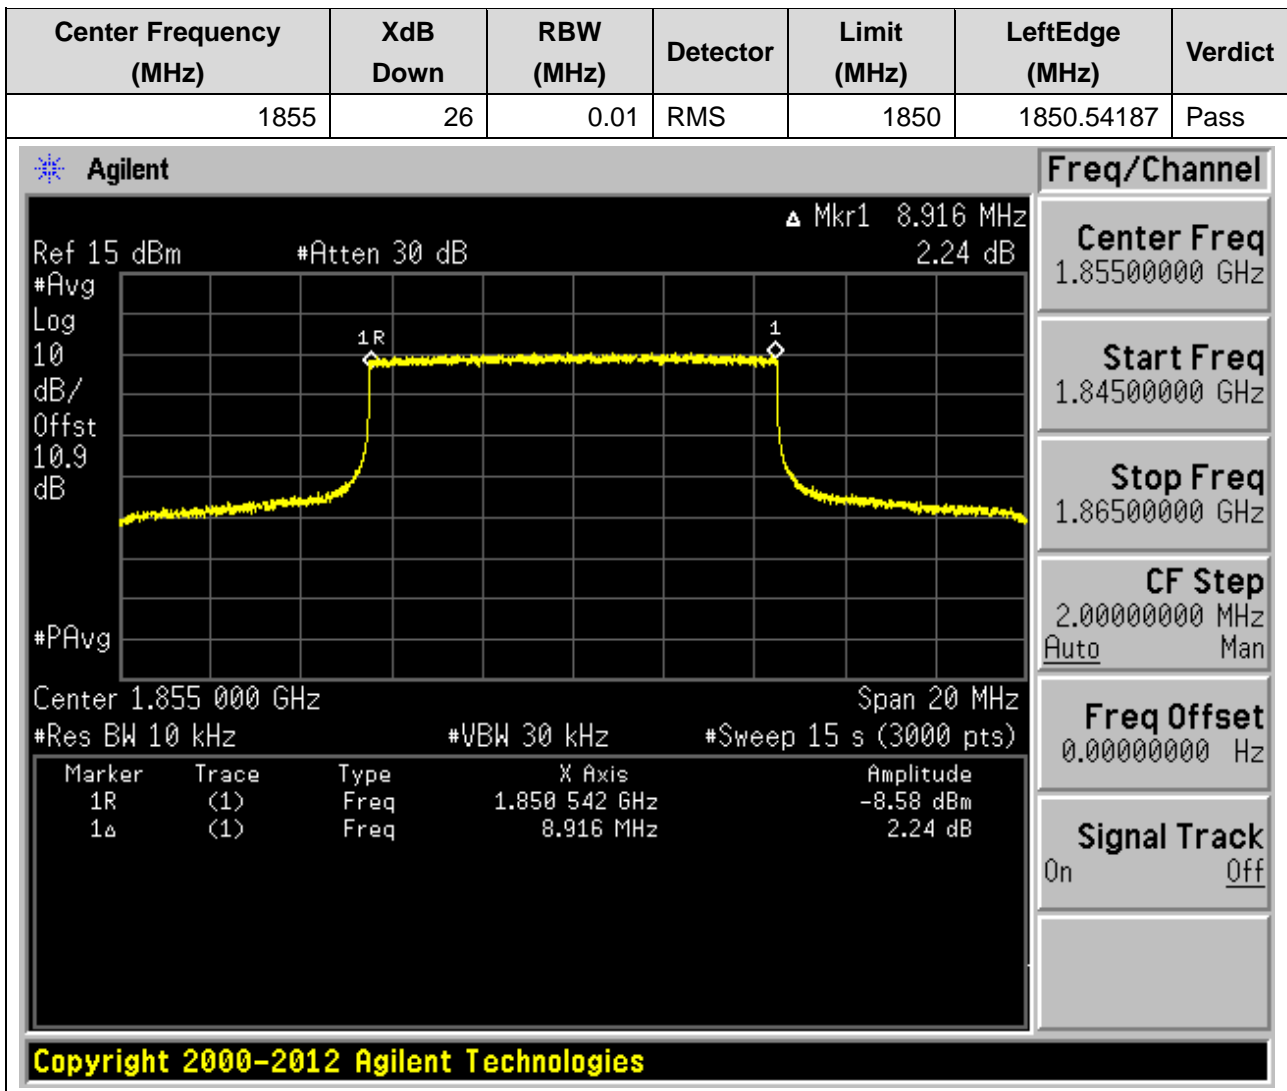 Center Frequency (MHz) XdB Down RBW (MHz) Detector Limit (MHz) LeftEdge (MHz) Verdict
1855 26 0.01 RMS 1850 1850.54187 Pass
Agilent
Freq/Channel
▵ Mkr1 8.916 MHz
Ref 15 dBm #Atten 30 dB 2.24 dB
#Avg
Log
10
dB/
Offst
10.9
dB
1R
1
#PAvg
Center 1.855 000 GHz Span 20 MHz
#Res BW 10 kHz #VBW 30 kHz #Sweep 15 s (3000 pts)
Marker Trace Type X Axis Amplitude
1R (1) Freq 1.850 542 GHz -8.58 dBm
1▵ (1) Freq 8.916 MHz 2.24 dB
Center Freq
1.85500000 GHz
Start Freq
1.84500000 GHz
Stop Freq
1.86500000 GHz
CF Step
2.00000000 MHz
Auto Man
Freq Offset
0.00000000 Hz
Signal Track
On Off
Copyright 2000-2012 Agilent Technologies